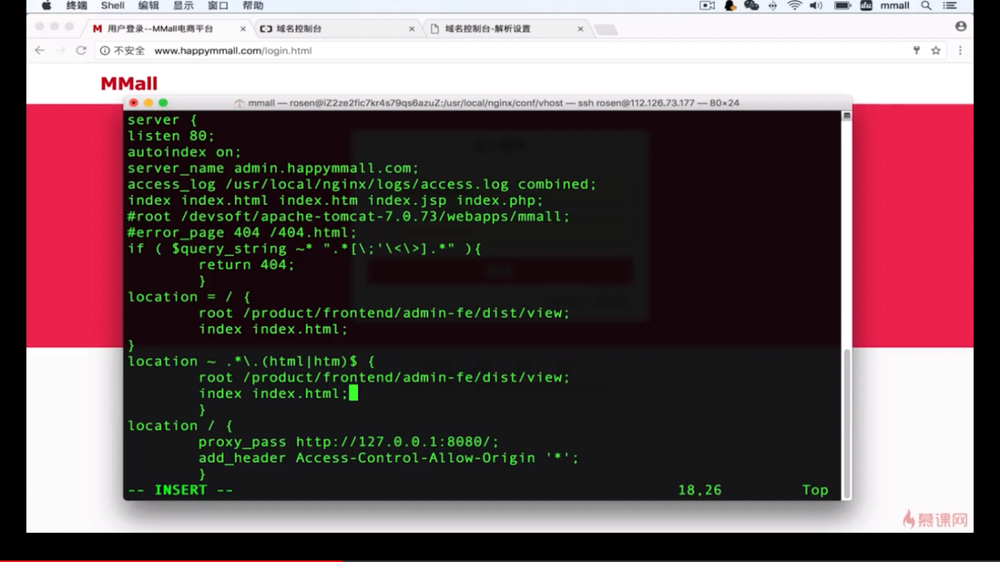 终端 Shell 编辑 显示 窗口 帮助 mmall
M 用户登录--MMall电商平台 × 域名控制台 × 域名控制台-解析设置 ×
不安全 www.happymmall.com/login.html
MMall
mmall — rosen@iZ2ze2fic7kr4s79qs6azuZ:/usr/local/nginx/conf/vhost — ssh rosen@112.126.73.177 — 80×24
server {
listen 80;
autoindex on;
server_name admin.happymmall.com;
access_log /usr/local/nginx/logs/access.log combined;
index index.html index.htm index.jsp index.php;
#root /devsoft/apache-tomcat-7.0.73/webapps/mmall;
#error_page 404 /404.html;
if ( $query_string ~* ".*[\;'\<\>].*" ){
return 404;
}
location = / {
root /product/frontend/admin-fe/dist/view;
index index.html;
}
location ~ .*\.(html|htm)$ {
root /product/frontend/admin-fe/dist/view;
index index.html;
}
location / {
proxy_pass http://127.0.0.1:8080/;
add_header Access-Control-Allow-Origin '*';
}
-- INSERT -- 18,26 Top
慕课网